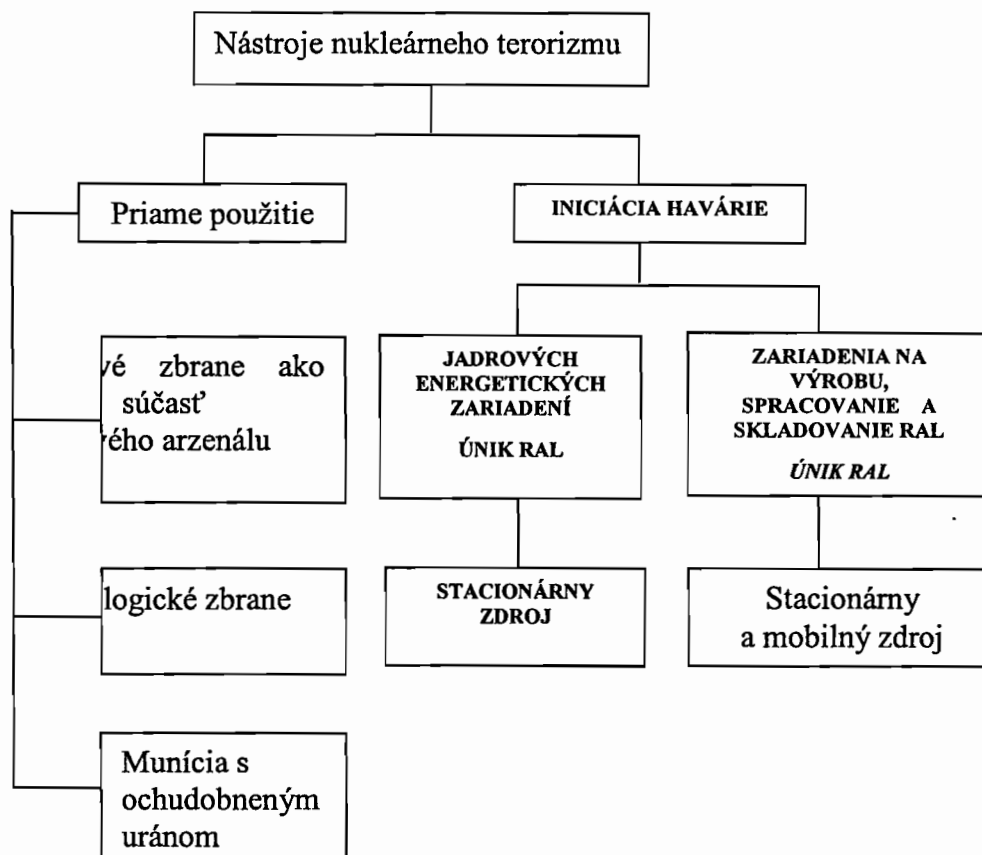 Nástroje nukleárneho terorizmu
Priame použitie
INICIÁCIA HAVÁRIE
vé zbrane ako
súčasť
vého arzenálu
JADROVÝCH
ENERGETICKÝCH
ZARIADENÍ
ÚNIK RAL
ZARIADENIA NA
VÝROBU,
SPRACOVANIE A
SKLADOVANIE RAL
ÚNIK RAL
logické zbrane
STACIONÁRNY
ZDROJ
Stacionárny
a mobilný zdroj
Munícia s
ochudobneným
uránom